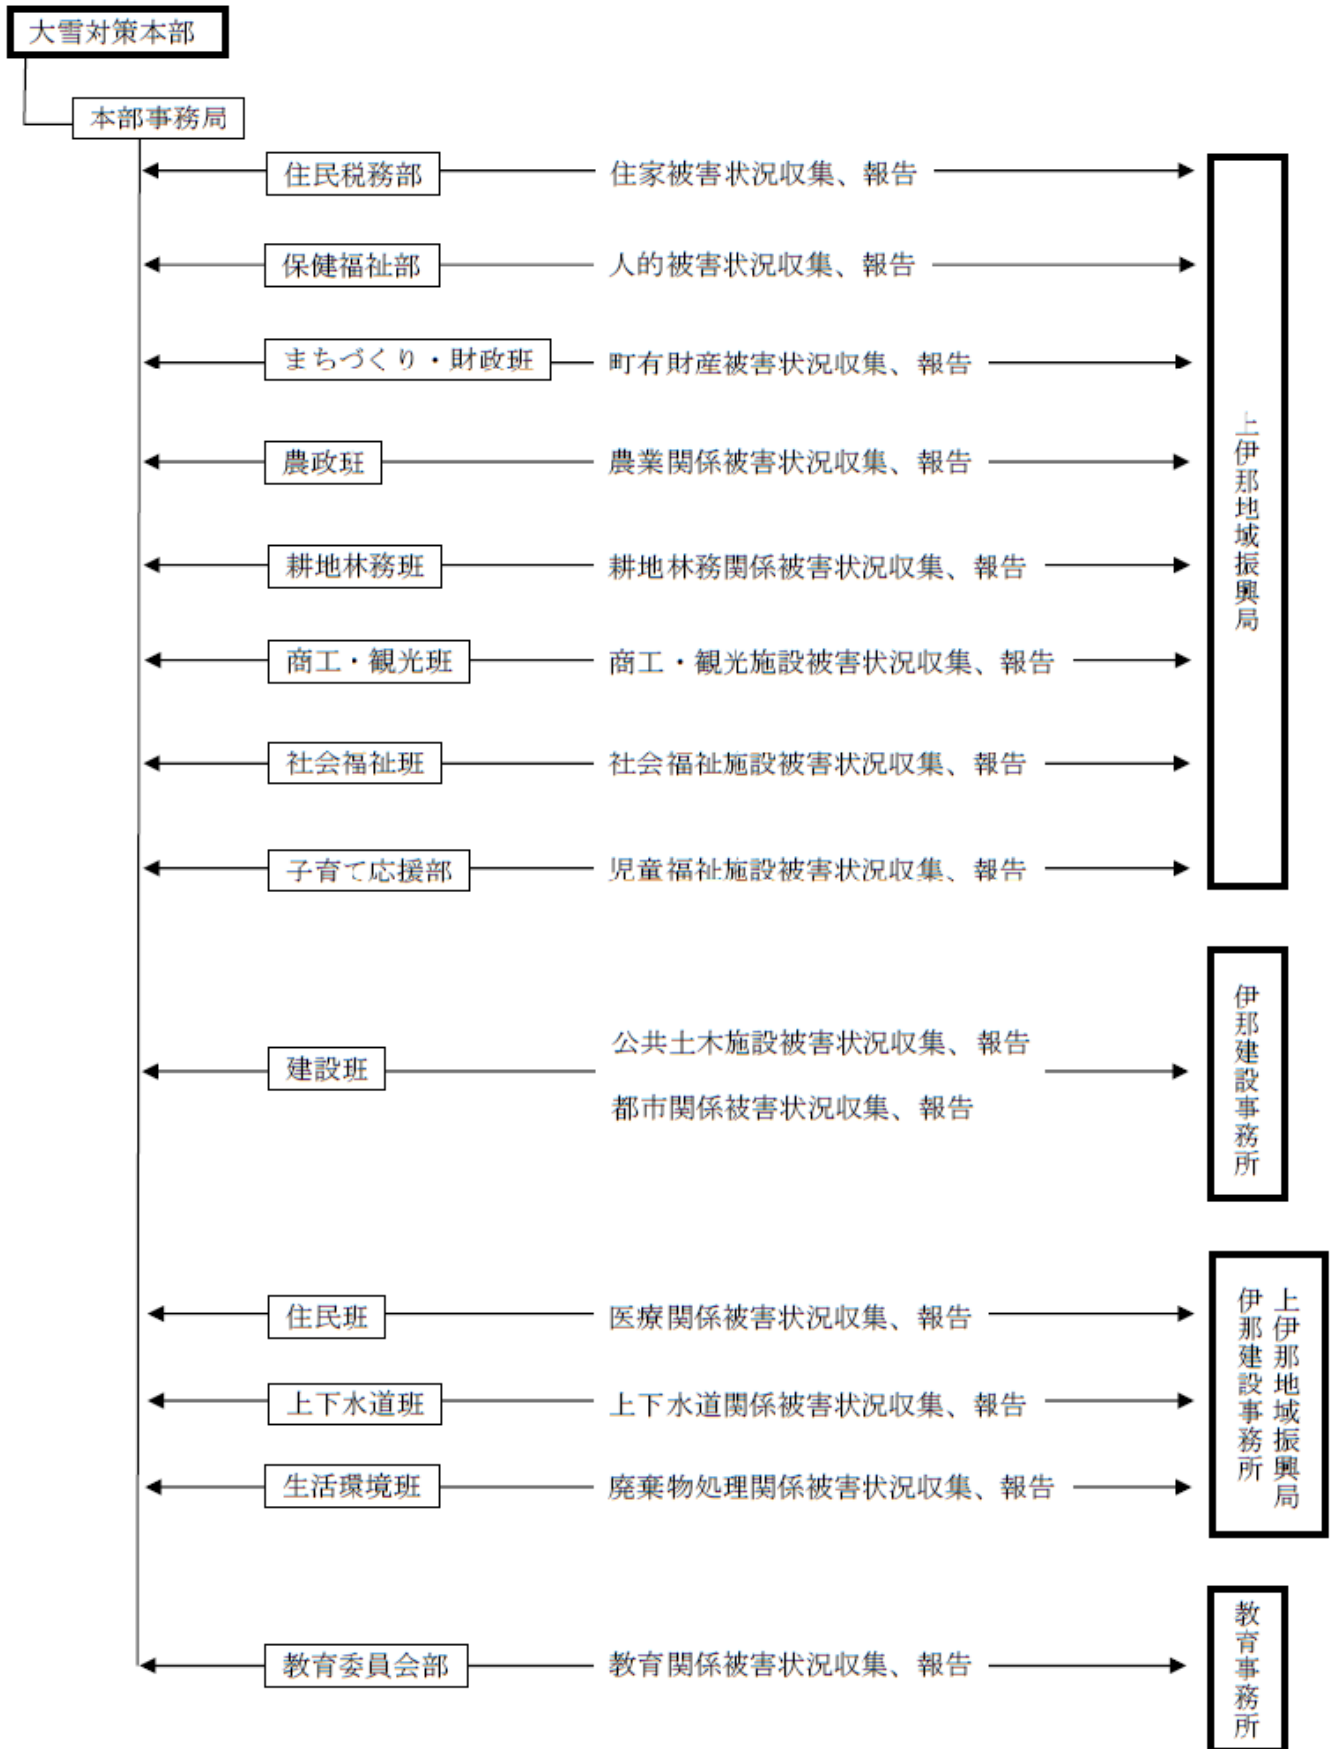 大雪対策本部
本部事務局
住民税務部 住家被害状況収集、報告
保健福祉部 人的被害状況収集、報告
まちづくり・財政班 町有財産被害状況収集、報告
農政班 農業関係被害状況収集、報告
耕地林務班 耕地林務関係被害状況収集、報告
商工・観光班 商工・観光施設被害状況収集、報告
社会福祉班 社会福祉施設被害状況収集、報告
子育て応援部 児童福祉施設被害状況収集、報告
上伊那地域振興局
建設班 公共土木施設被害状況収集、報告
都市関係被害状況収集、報告
伊那建設事務所
住民班 医療関係被害状況収集、報告
上下水道班 上下水道関係被害状況収集、報告
生活環境班 廃棄物処理関係被害状況収集、報告
上伊那地域振興局
伊那建設事務所
教育委員会部 教育関係被害状況収集、報告
教育事務所